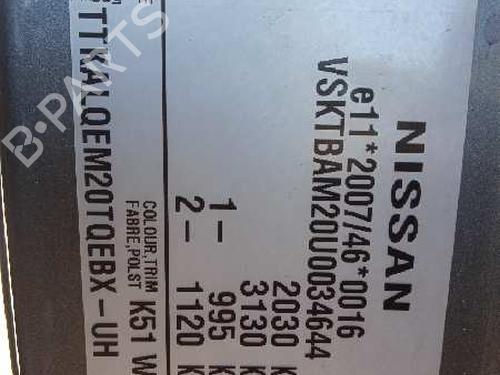 NISSAN
e11*2007/46*0016
VSKTBAM20U0034644
2030 K
3130 K
1- 995 K
2- 1120 K
COLOUR,TRIM
FABRE,POLST K51 W
TTKALQEM20TQEBX-UH
B-PARTS